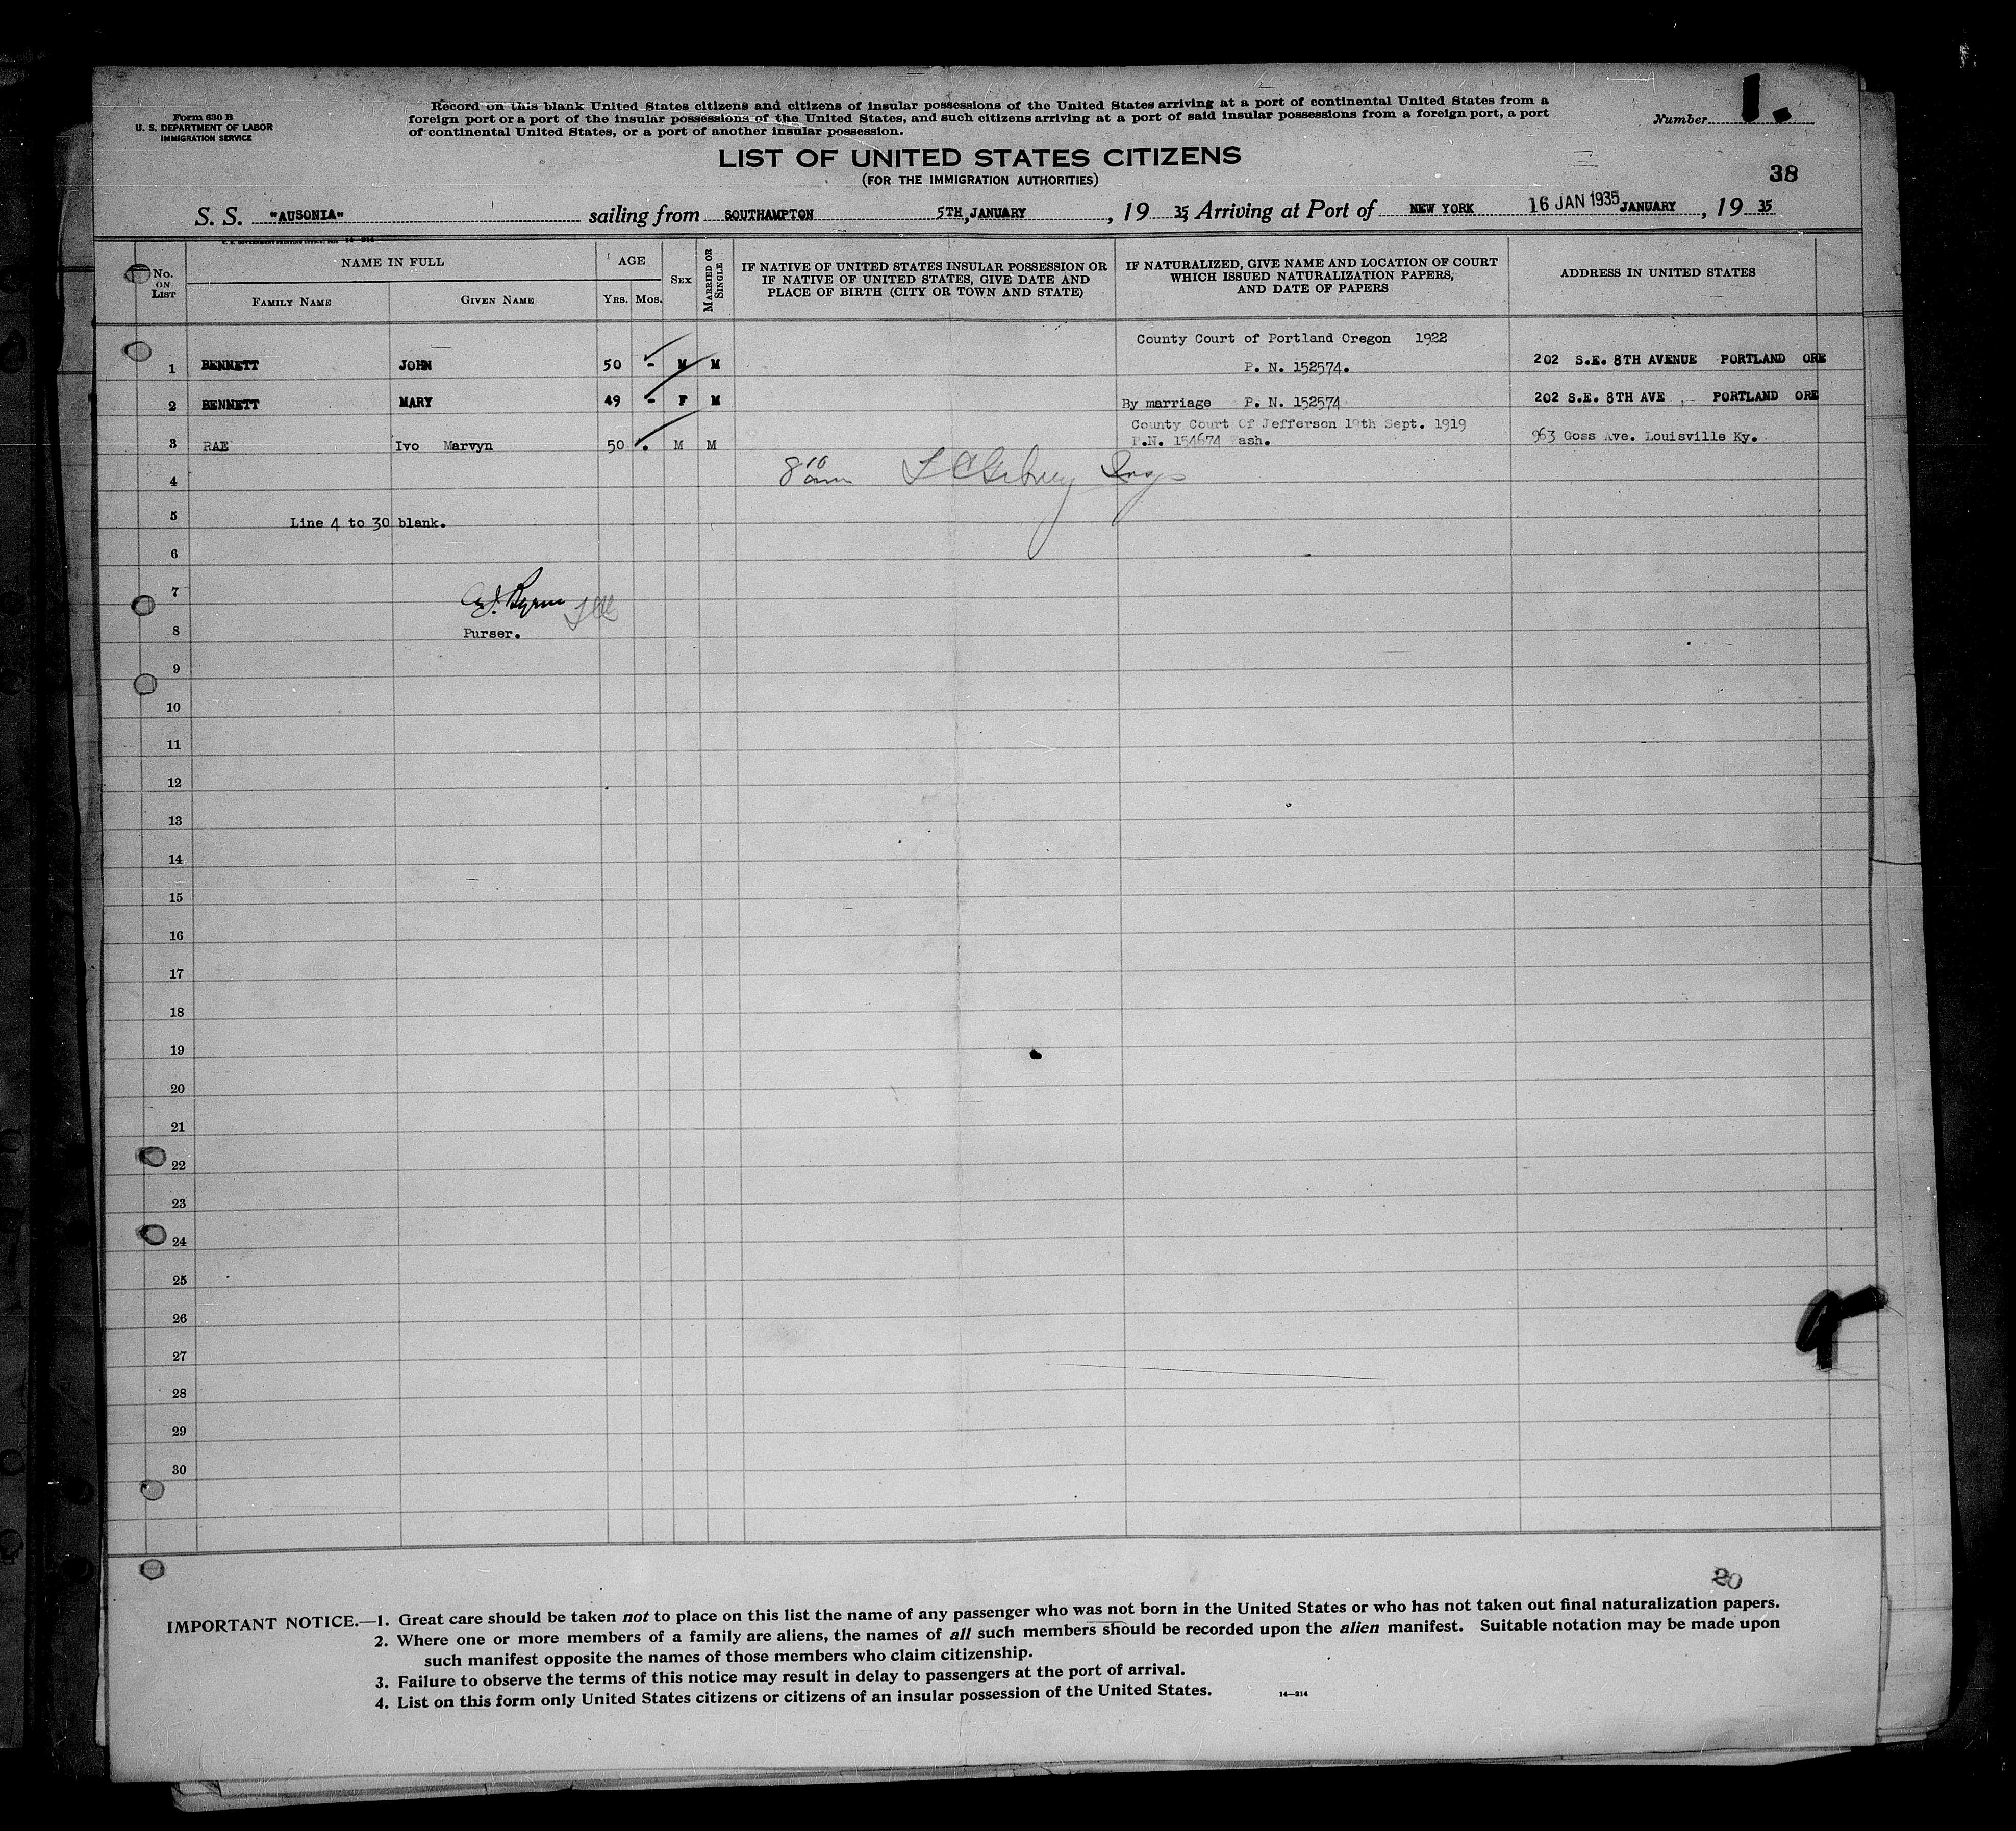 Form 630 B
U. S. DEPARTMENT OF LABOR
IMMIGRATION SERVICE
Record on this blank United States citizens and citizens of insular possessions of the United States arriving at a port of continental United States from a
foreign port or a port of the insular possessions of the United States, and such citizens arriving at a port of said insular possessions from a foreign port, a port
of continental United States, or a port of another insular possession.
Number 1.
LIST OF UNITED STATES CITIZENS
(FOR THE IMMIGRATION AUTHORITIES)
38
S. S. "AUSONIA" sailing from SOUTHAMPTON 5TH, JANUARY, 19 35 Arriving at Port of NEW YORK 16 JAN 1935 JANUARY, 19 35
No. ON LIST
NAME IN FULL
FAMILY NAME
GIVEN NAME
AGE
YRS. MOS.
SEX
MARRIED OR SINGLE
IF NATIVE OF UNITED STATES INSULAR POSSESSION OR
IF NATIVE OF UNITED STATES, GIVE DATE AND
PLACE OF BIRTH (CITY OR TOWN AND STATE)
IF NATURALIZED, GIVE NAME AND LOCATION OF COURT
WHICH ISSUED NATURALIZATION PAPERS,
AND DATE OF PAPERS
ADDRESS IN UNITED STATES
County Court of Portland Oregon 1922
1 BENNETT JOHN 50 - M M P. N. 152574. 202 S.E. 8TH AVENUE PORTLAND ORE
2 BENNETT MARY 49 - F M By marriage P. N. 152574 202 S.E. 8TH AVE , PORTLAND ORE
County Court Of Jefferson 19th Sept. 1919
3 RAE Ivo Marvyn 50 . M M P.N. 154674 Wash. 963 Goss Ave. Louisville Ky.
4 8 10 am
5 Line 4 to 30 blank.
6
7
8 Purser.
9
10
11
12
13
14
15
16
17
18
19
20
21
22
23
24
25
26
27
28
29
30
20
IMPORTANT NOTICE.—1. Great care should be taken not to place on this list the name of any passenger who was not born in the United States or who has not taken out final naturalization papers.
2. Where one or more members of a family are aliens, the names of all such members should be recorded upon the alien manifest. Suitable notation may be made upon
such manifest opposite the names of those members who claim citizenship.
3. Failure to observe the terms of this notice may result in delay to passengers at the port of arrival.
4. List on this form only United States citizens or citizens of an insular possession of the United States.
14—214